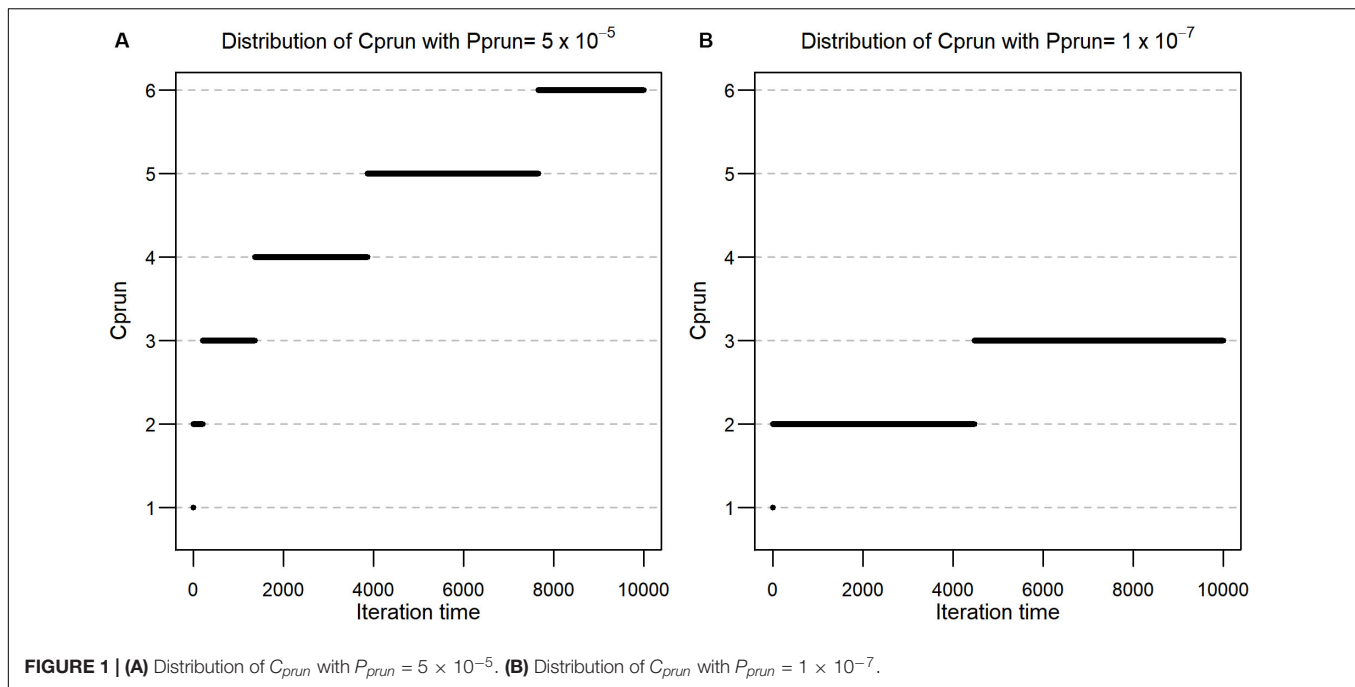 A Distribution of Cprun with Pprun= 5 x 10⁻⁵
6
5
4
3
2
1
Cprun
0 2000 4000 6000 8000 10000
Iteration time
B Distribution of Cprun with Pprun= 1 x 10⁻⁷
6
5
4
3
2
1
Cprun
0 2000 4000 6000 8000 10000
Iteration time
FIGURE 1 | (A) Distribution of Cprun with Pprun = 5 × 10⁻⁵. (B) Distribution of Cprun with Pprun = 1 × 10⁻⁷.